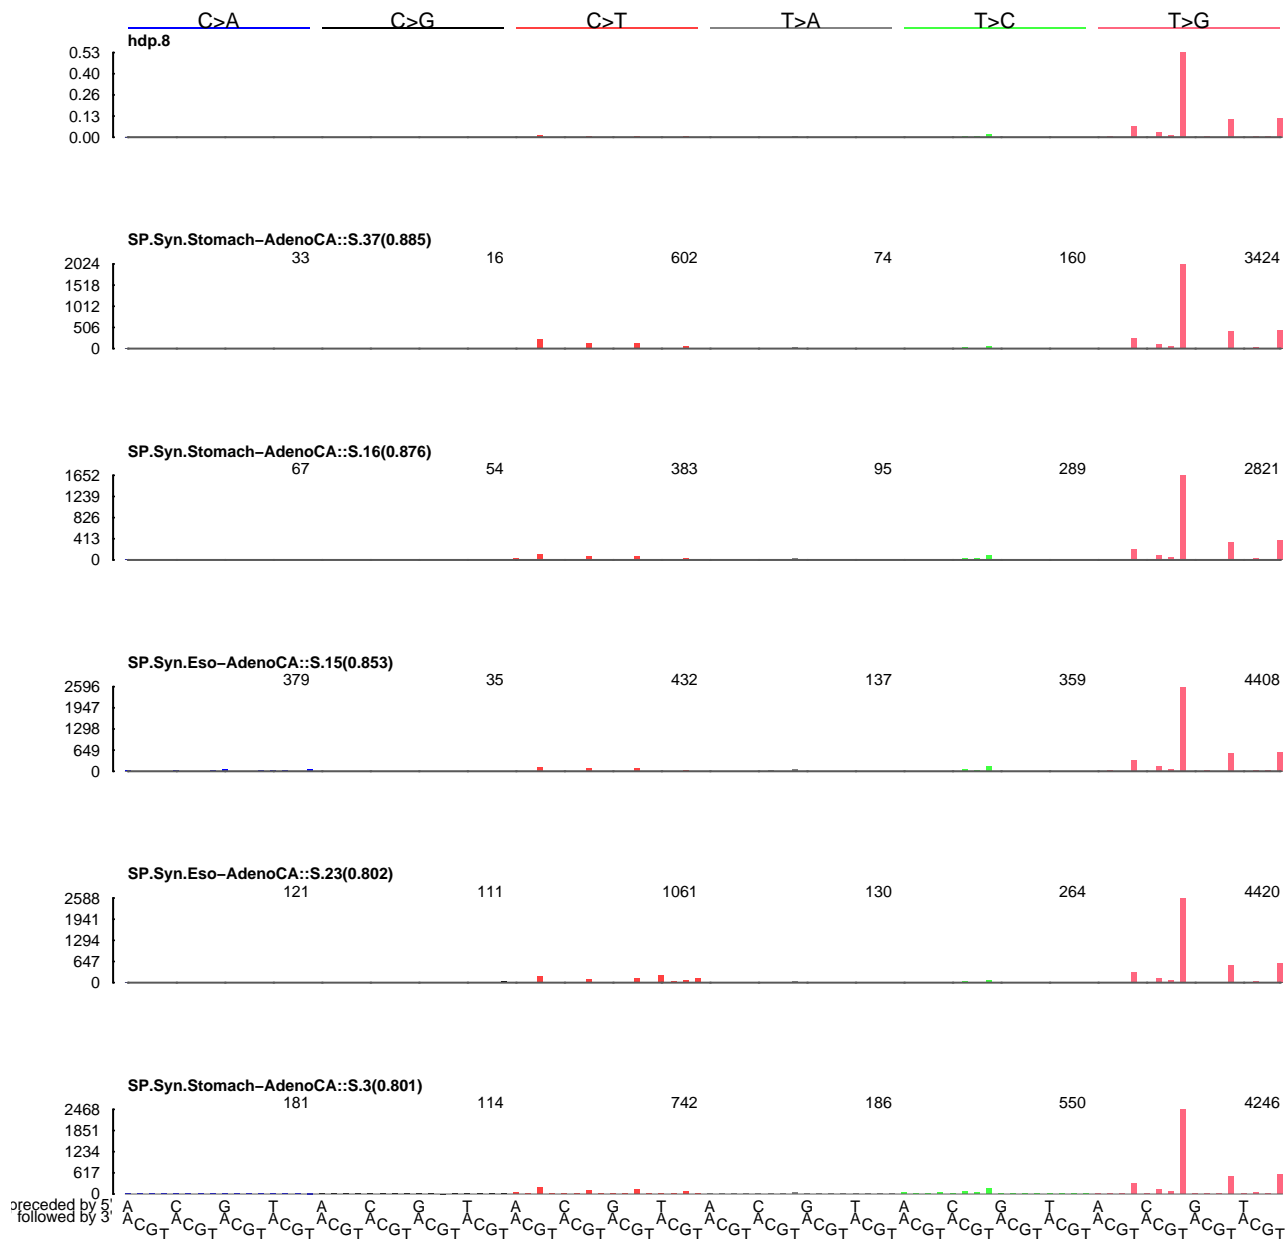 C>A C>G C>T T>A T>C T>G
hdp.8
0.53
0.40
0.26
0.13
0.00
SP.Syn.Stomach−AdenoCA::S.37(0.885)
33 16 602 74 160 3424
2024
1518
1012
506
0
SP.Syn.Stomach−AdenoCA::S.16(0.876)
67 54 383 95 289 2821
1652
1239
826
413
0
SP.Syn.Eso−AdenoCA::S.15(0.853)
379 35 432 137 359 4408
2596
1947
1298
649
0
SP.Syn.Eso−AdenoCA::S.23(0.802)
121 111 1061 130 264 4420
2588
1941
1294
647
0
SP.Syn.Stomach−AdenoCA::S.3(0.801)
181 114 742 186 550 4246
2468
1851
1234
617
0
preceded by 5' A C G T A C G T A C G T A C G T A C G T A C G T
followed by 3' A C G T A C G T A C G T A C G T A C G T A C G T A C G T A C G T A C G T A C G T A C G T A C G T A C G T A C G T A C G T A C G T A C G T A C G T A C G T A C G T A C G T A C G T A C G T A C G T